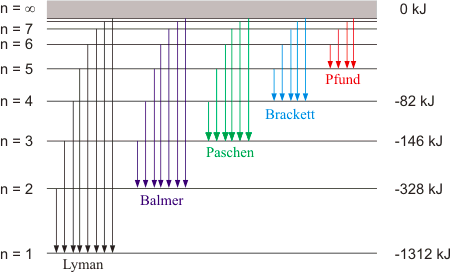 n = ∞ 0 kJ
n = 7
n = 6
n = 5
Pfund
n = 4 -82 kJ
Brackett
n = 3 -146 kJ
Paschen
n = 2 -328 kJ
Balmer
n = 1 -1312 kJ
Lyman